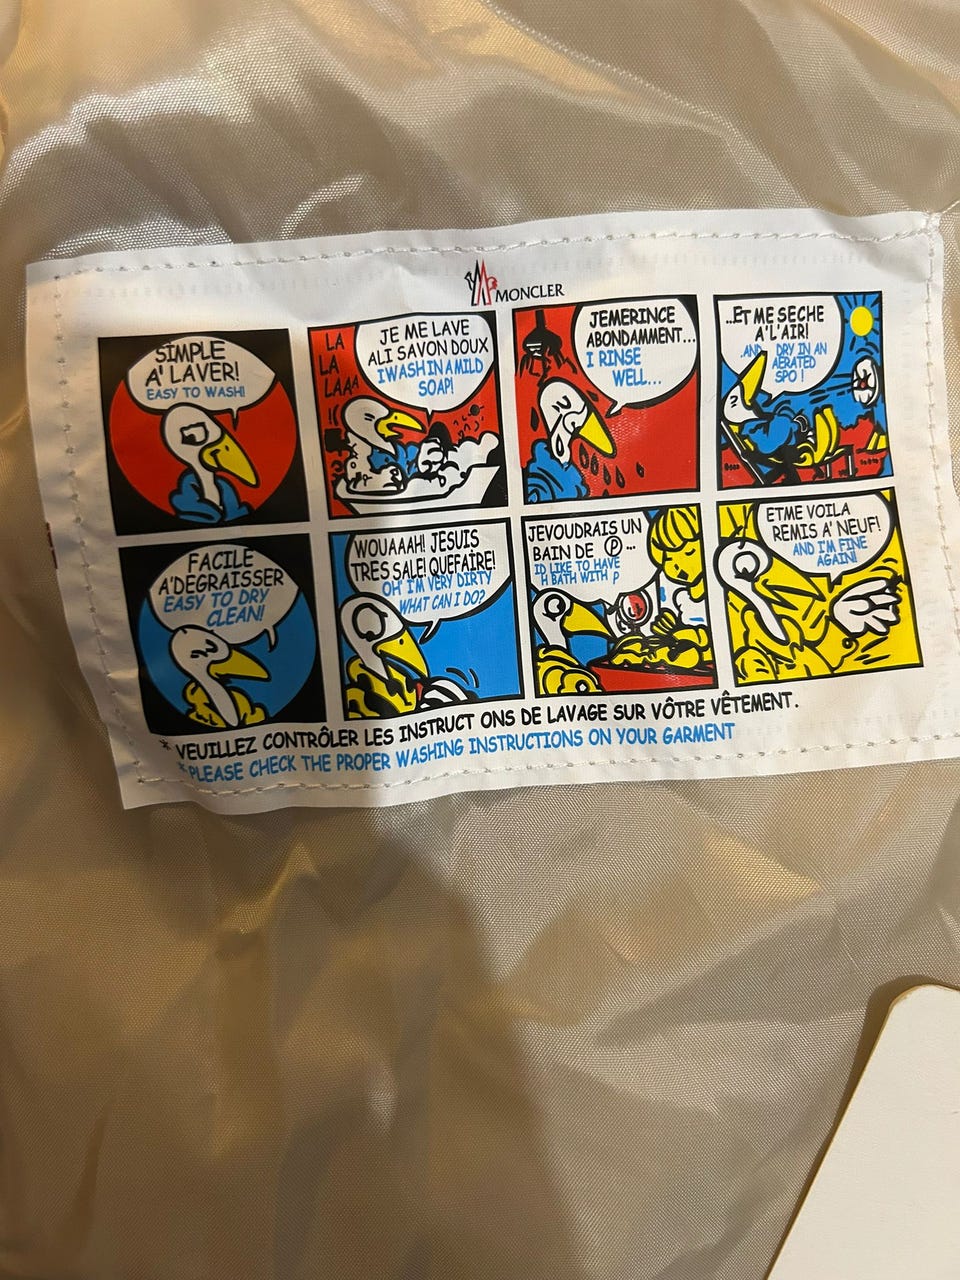 MONCLER
SIMPLE
A' LAVER!
EASY TO WASH!
LA
LA
LA
LAAA
JE ME LAVE
ALI SAVON DOUX
I WASH IN A MILD
SOAP!
JEMERINCE
ABONDAMMENT...
I RINSE
WELL...
...ET ME SECHE
A'L'AIR!
AND DRY IN AN
AERATED
SPO !
FACILE
A'DEGRAISSER
EASY TO DRY
CLEAN!
WOUAAAH! JESUIS
TRES SALE! QUEFAIRE!
OH' I'M VERY DIRTY
WHAT CAN I DO?
JEVOUDRAIS UN
BAIN DE Ⓟ...
ID LIKE TO HAVE
H BATH WITH P
ETME VOILA
REMIS A' NEUF!
AND I'M FINE
AGAIN!
* VEUILLEZ CONTRÔLER LES INSTRUCT ONS DE LAVAGE SUR VÔTRE VÊTEMENT.
* PLEASE CHECK THE PROPER WASHING INSTRUCTIONS ON YOUR GARMENT